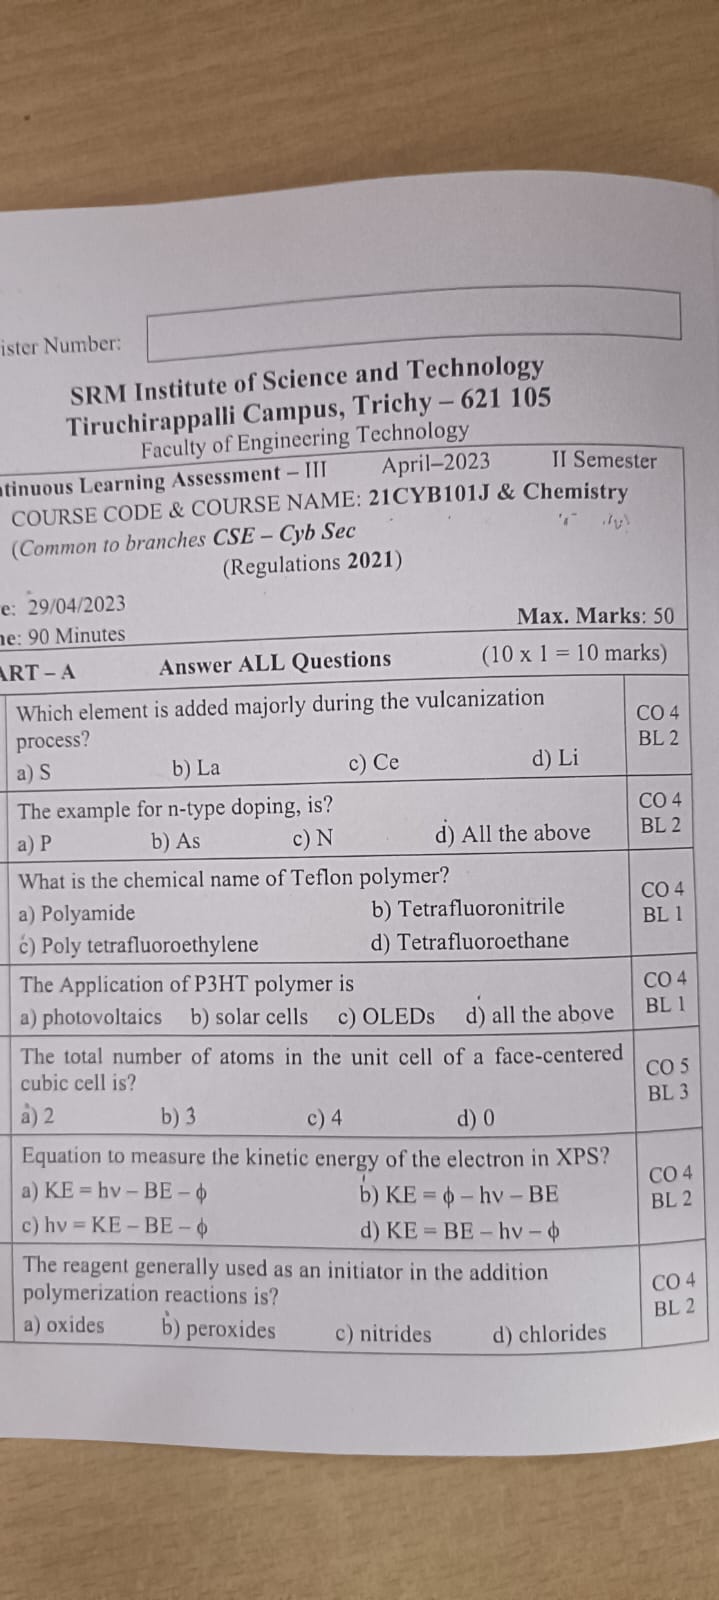 ister Number:
SRM Institute of Science and Technology
Tiruchirappalli Campus, Trichy – 621 105
Faculty of Engineering Technology
tinuous Learning Assessment – III April–2023 II Semester
COURSE CODE & COURSE NAME: 21CYB101J & Chemistry
(Common to branches CSE – Cyb Sec
(Regulations 2021)
e: 29/04/2023
Max. Marks: 50
ne: 90 Minutes
ART – A Answer ALL Questions (10 x 1 = 10 marks)
Which element is added majorly during the vulcanization
process?
a) S b) La c) Ce d) Li
CO 4
BL 2
The example for n-type doping, is?
a) P b) As c) N d) All the above
CO 4
BL 2
What is the chemical name of Teflon polymer?
a) Polyamide b) Tetrafluoronitrile
c) Poly tetrafluoroethylene d) Tetrafluoroethane
CO 4
BL 1
The Application of P3HT polymer is
a) photovoltaics b) solar cells c) OLEDs d) all the above
CO 4
BL 1
The total number of atoms in the unit cell of a face-centered
cubic cell is?
a) 2 b) 3 c) 4 d) 0
CO 5
BL 3
Equation to measure the kinetic energy of the electron in XPS?
a) KE = hν – BE – ϕ b) KE = ϕ – hν – BE
c) hν = KE – BE – ϕ d) KE = BE – hν – ϕ
CO 4
BL 2
The reagent generally used as an initiator in the addition
polymerization reactions is?
a) oxides b) peroxides c) nitrides d) chlorides
CO 4
BL 2